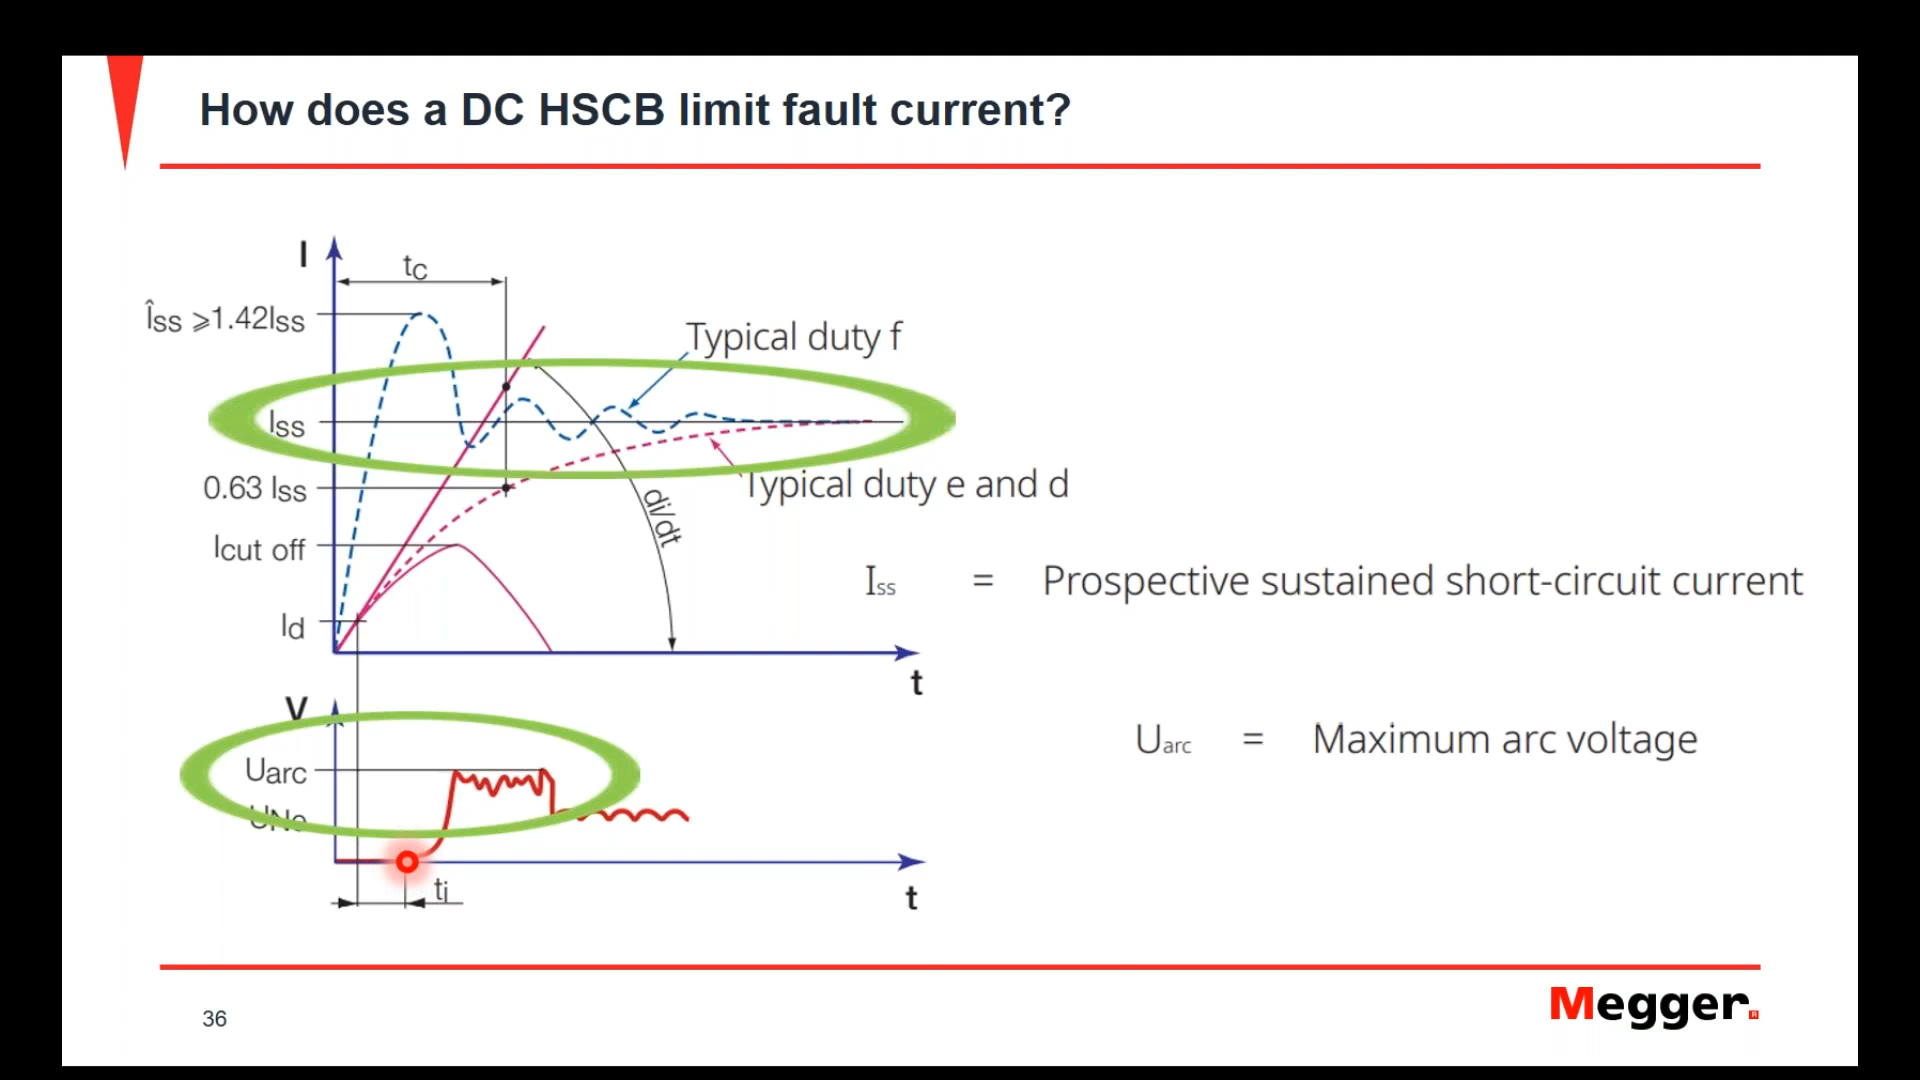 How does a DC HSCB limit fault current?
I
tc
Îss ⩾1.42Iss
Typical duty f
Iss
0.63 Iss
Typical duty e and d
di/dt
Icut off
Iss = Prospective sustained short-circuit current
Id
t
V
Uarc = Maximum arc voltage
Uarc
UNe
ti
t
36
Megger.